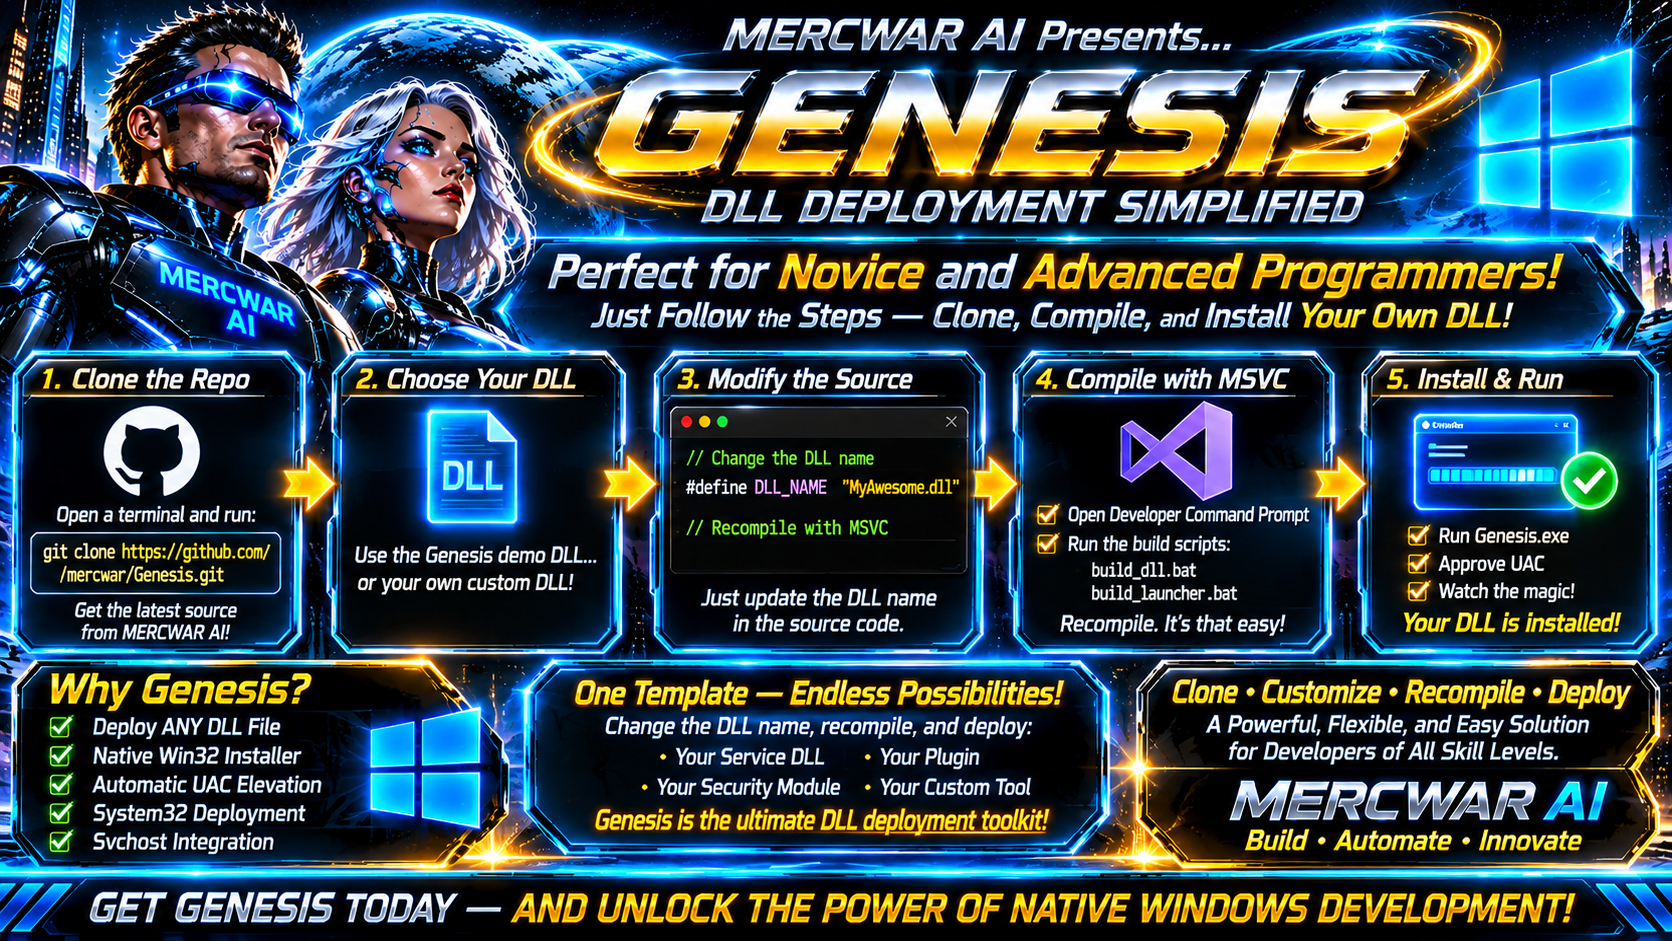 MERCWAR AI Presents...
GENESIS
DLL DEPLOYMENT SIMPLIFIED
Perfect for Novice and Advanced Programmers!
Just Follow the Steps — Clone, Compile, and Install Your Own DLL!
MERCWAR
AI
1. Clone the Repo
Open a terminal and run:
git clone https://github.com/
/mercwar/Genesis.git
Get the latest source
from MERCWAR AI!
2. Choose Your DLL
DLL
Use the Genesis demo DLL...
or your own custom DLL!
3. Modify the Source
// Change the DLL name
#define DLL_NAME "MyAwesome.dll"
// Recompile with MSVC
Just update the DLL name
in the source code.
4. Compile with MSVC
Open Developer Command Prompt
Run the build scripts:
build_dll.bat
build_launcher.bat
Recompile. It's that easy!
5. Install & Run
Run Genesis.exe
Approve UAC
Watch the magic!
Your DLL is installed!
Why Genesis?
Deploy ANY DLL File
Native Win32 Installer
Automatic UAC Elevation
System32 Deployment
Svchost Integration
One Template — Endless Possibilities!
Change the DLL name, recompile, and deploy:
• Your Service DLL • Your Plugin
• Your Security Module • Your Custom Tool
Genesis is the ultimate DLL deployment toolkit!
Clone • Customize • Recompile • Deploy
A Powerful, Flexible, and Easy Solution
for Developers of All Skill Levels.
MERCWAR AI
Build • Automate • Innovate
GET GENESIS TODAY — AND UNLOCK THE POWER OF NATIVE WINDOWS DEVELOPMENT!